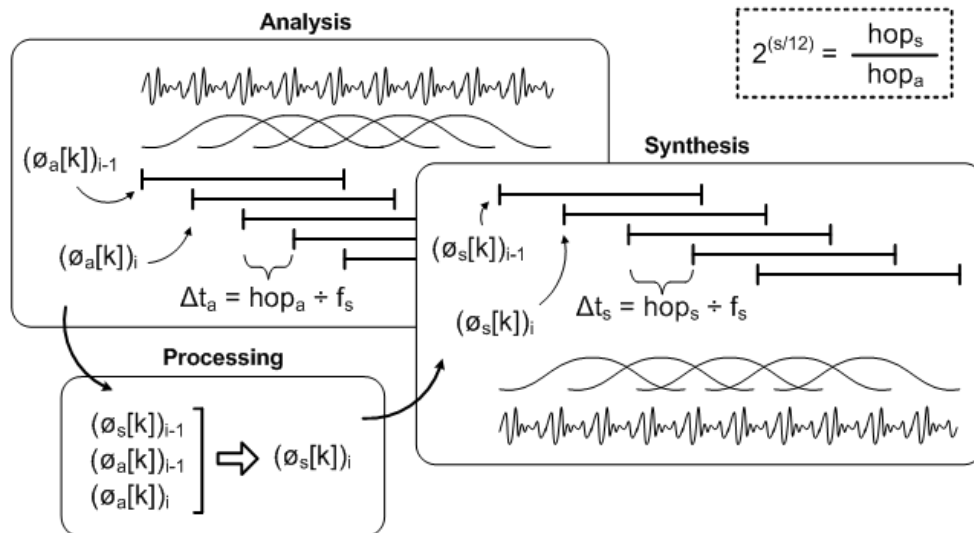 Analysis
2^(s/12) = hop_s / hop_a
(ø_a[k])_i-1
(ø_a[k])_i
Δt_a = hop_a ÷ f_s
Synthesis
(ø_s[k])_i-1
(ø_s[k])_i
Δt_s = hop_s ÷ f_s
Processing
(ø_s[k])_i-1
(ø_a[k])_i-1
(ø_a[k])_i
(ø_s[k])_i